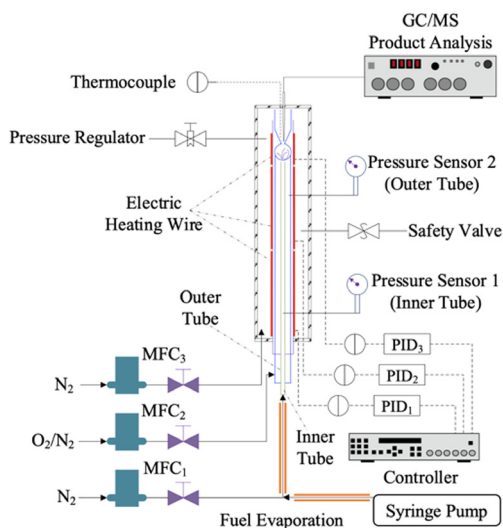 GC/MS
Product Analysis
Thermocouple
Pressure Regulator
Pressure Sensor 2
(Outer Tube)
Electric
Heating Wire
Safety Valve
Pressure Sensor 1
(Inner Tube)
Outer
Tube
MFC3
N2
PID3
MFC2
PID2
O2/N2
PID1
Inner
Tube
MFC1
N2
Controller
Syringe Pump
Fuel Evaporation